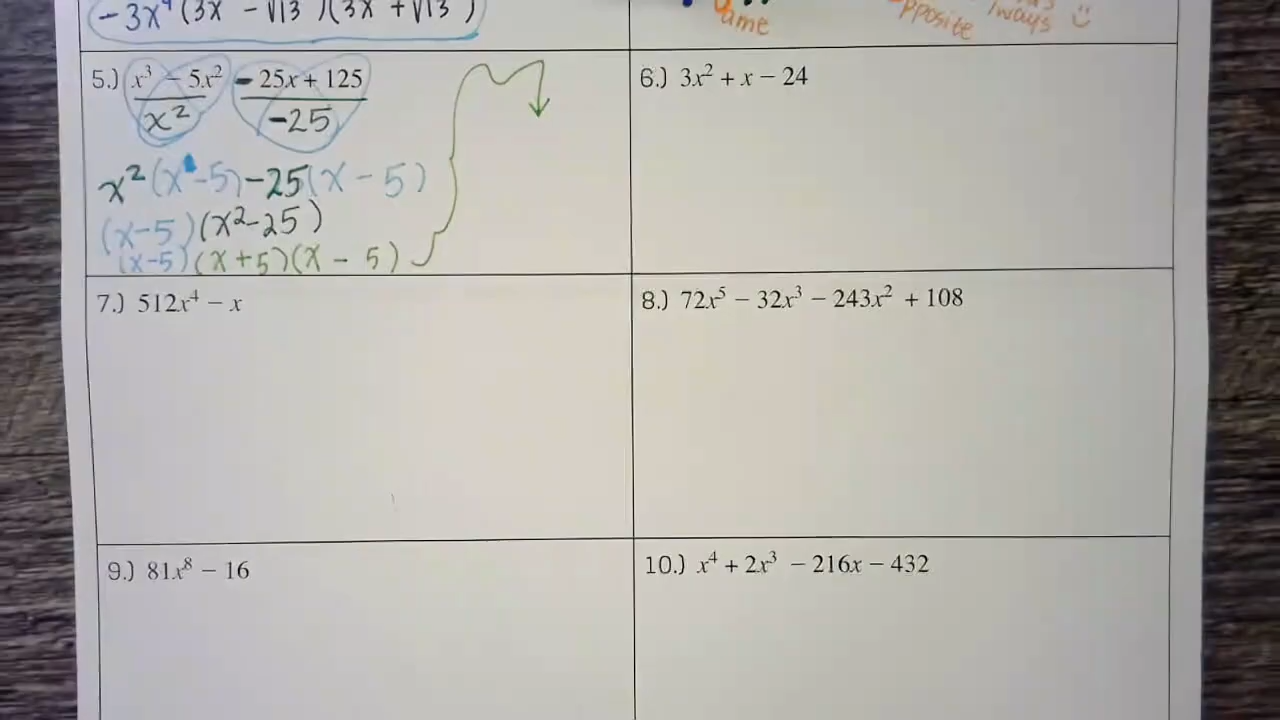 -3x⁴(3x - √13)(3x + √13)
ame
pposite
lways
5.) x³ - 5x² - 25x + 125
x² -25
x²(x-5)-25(x-5)
(x-5)(x²-25)
(x-5)(x+5)(x-5)
6.) 3x² + x - 24
7.) 512x⁴ - x
8.) 72x⁵ - 32x³ - 243x² + 108
9.) 81x⁸ - 16
10.) x⁴ + 2x³ - 216x - 432